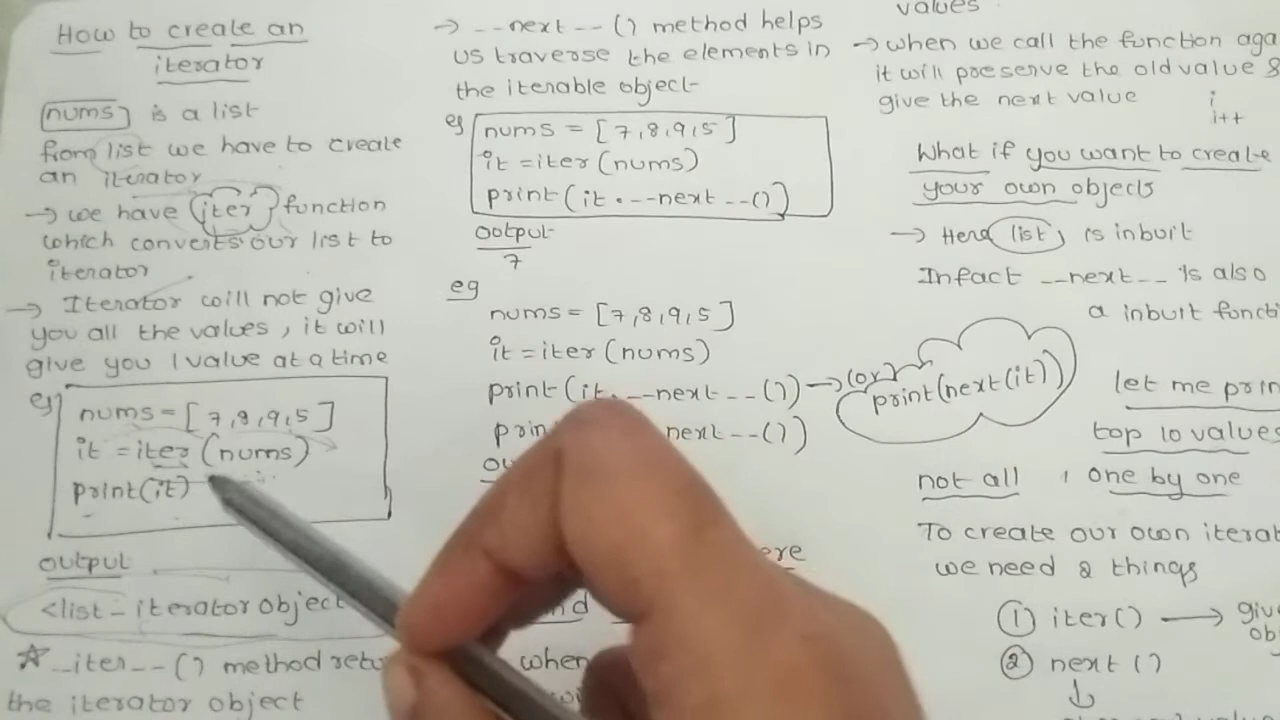 How to create an
iterator
nums is a list
from list we have to create
an iterator
→ we have iter function
which converts our list to
iterator
→ Iterator will not give
you all the values, it will
give you 1 value at a time
eg
nums = [7,8,9,5]
it = iter(nums)
print(it)
output
<list-iterator object
☆ __iter__() method
the iterator object
→ __next__() method helps
us traverse the elements in
the iterable object
eg
nums = [7,8,9,5]
it = iter(nums)
print(it.__next__())
Output
7
eg
nums = [7,8,9,5]
it = iter(nums)
print(it.__next__()) → (or) print(next(it))
next__())
when
values
→ when we call the function
it will preserve the old value &
give the next value
i
i++
What if you want to create
your own objects
→ Here list is inbuilt
Infact __next__ is also
a inbuilt
let me
top 10 values
not all , one by one
To create our own
we need 2 things
① iter() →
② next()
↓